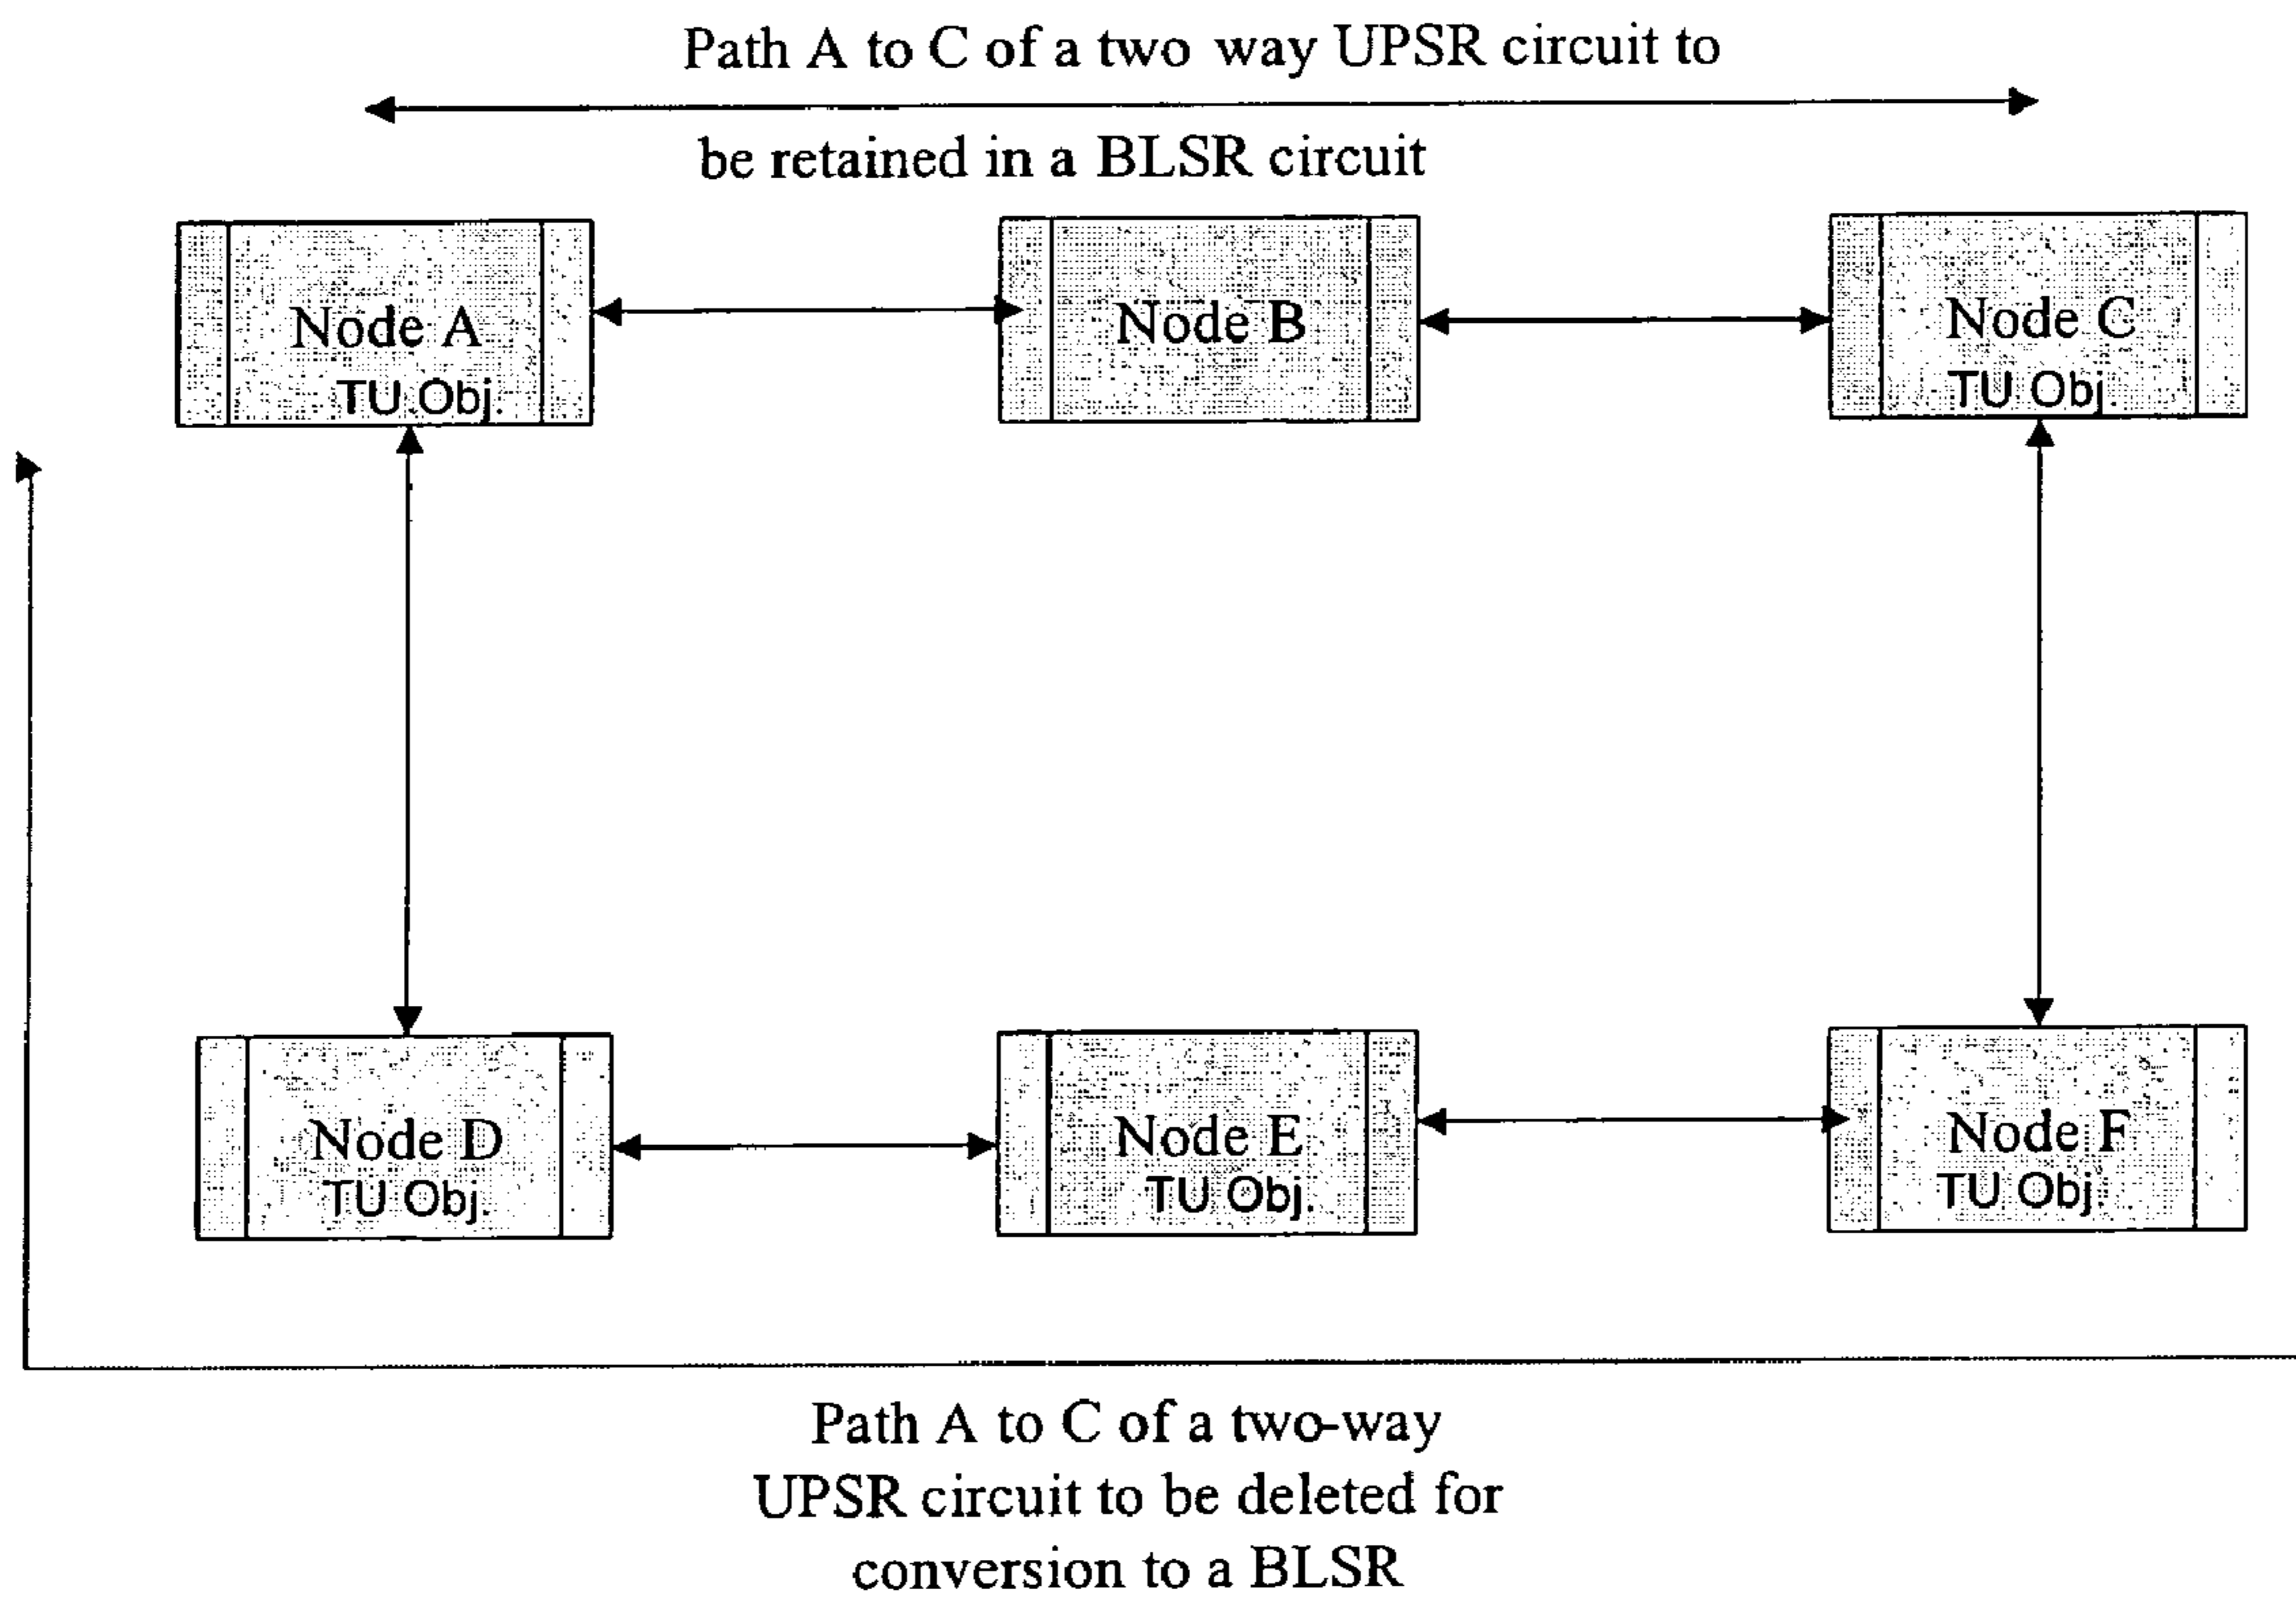 Path A to C of a two way UPSR circuit to
be retained in a BLSR circuit
Node A
TU Obj.
Node B
Node C
TU Obj.
Node D
TU Obj.
Node E
TU Obj.
Node F
TU Obj.
Path A to C of a two-way
UPSR circuit to be deleted for
conversion to a BLSR